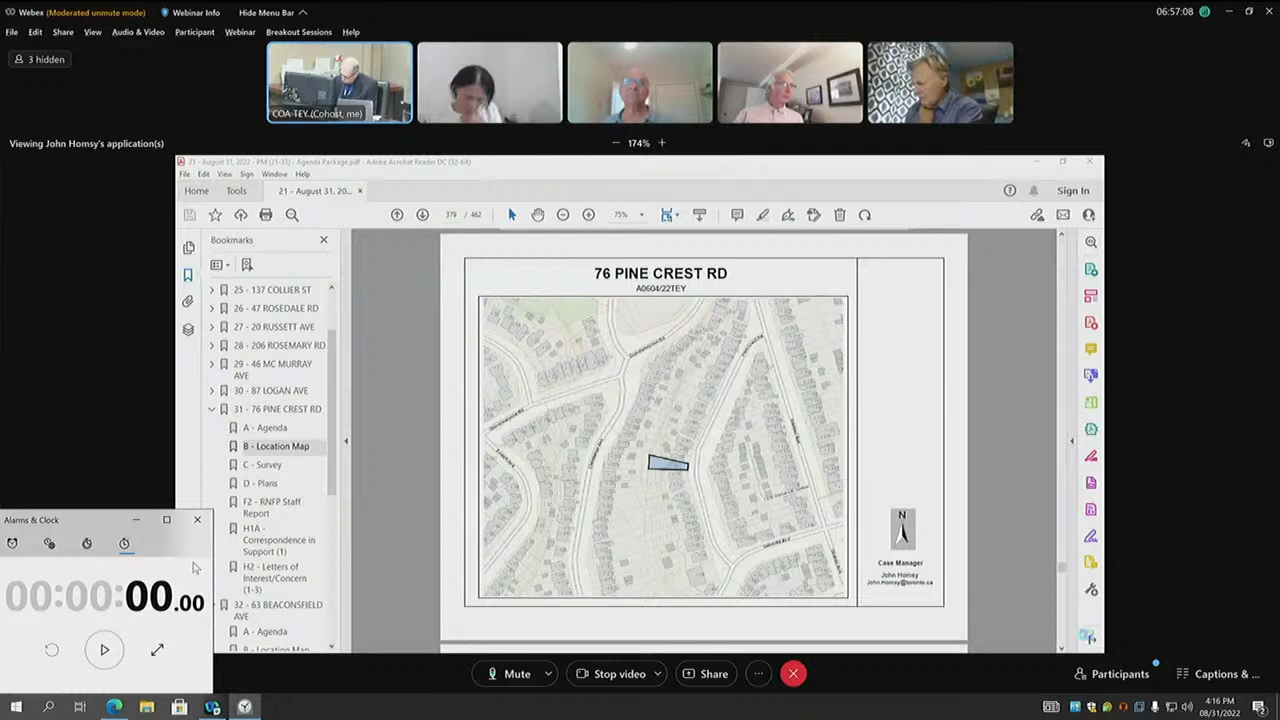 Webex (Moderated unmute mode) Webinar Info Hide Menu Bar
06:57:08
File Edit Share View Audio & Video Participant Webinar Breakout Sessions Help
3 hidden
COA TEY (Cohost, me)
Viewing John Homsy's application(s)
174%
21 - August 31, 2022 - PM (21-33) - Agenda Package.pdf - Adobe Acrobat Reader DC (32-bit)
File Edit View Sign Window Help
Home Tools 21 - August 31, 20... Sign In
379 / 462 75%
Bookmarks
25 - 137 COLLIER ST
26 - 47 ROSEDALE RD
27 - 20 RUSSETT AVE
28 - 206 ROSEMARY RD
29 - 46 MC MURRAY
AVE
30 - 87 LOGAN AVE
31 - 76 PINE CREST RD
A - Agenda
B - Location Map
C - Survey
D - Plans
F2 - RNFP Staff
Report
H1A -
Correspondence in
Support (1)
H2 - Letters of
Interest/Concern
(1-3)
32 - 63 BEACONSFIELD
AVE
A - Agenda
B - Location Map
76 PINE CREST RD
A0604/22TEY
N
Case Manager
John Homsy
John.Homsy@toronto.ca
Alarms & Clock
00:00:00.00
Mute Stop video Share
Participants Captions & ...
4:16 PM
08/31/2022